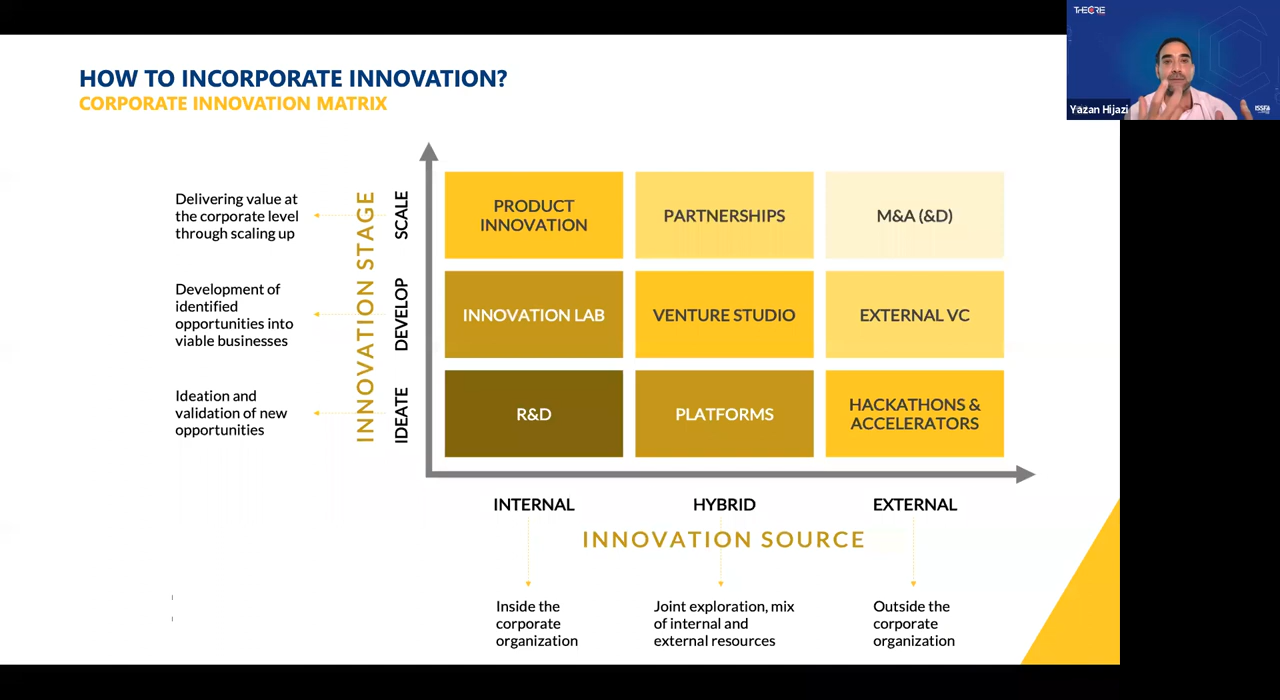 HOW TO INCORPORATE INNOVATION?
CORPORATE INNOVATION MATRIX
THECORE
Yazan Hijazi
ISSFA
Delivering value at
the corporate level
through scaling up
Development of
identified
opportunities into
viable businesses
Ideation and
validation of new
opportunities
INNOVATION STAGE
SCALE
DEVELOP
IDEATE
PRODUCT
INNOVATION
PARTNERSHIPS
M&A (&D)
INNOVATION LAB
VENTURE STUDIO
EXTERNAL VC
R&D
PLATFORMS
HACKATHONS &
ACCELERATORS
INTERNAL
HYBRID
EXTERNAL
INNOVATION SOURCE
Inside the
corporate
organization
Joint exploration, mix
of internal and
external resources
Outside the
corporate
organization